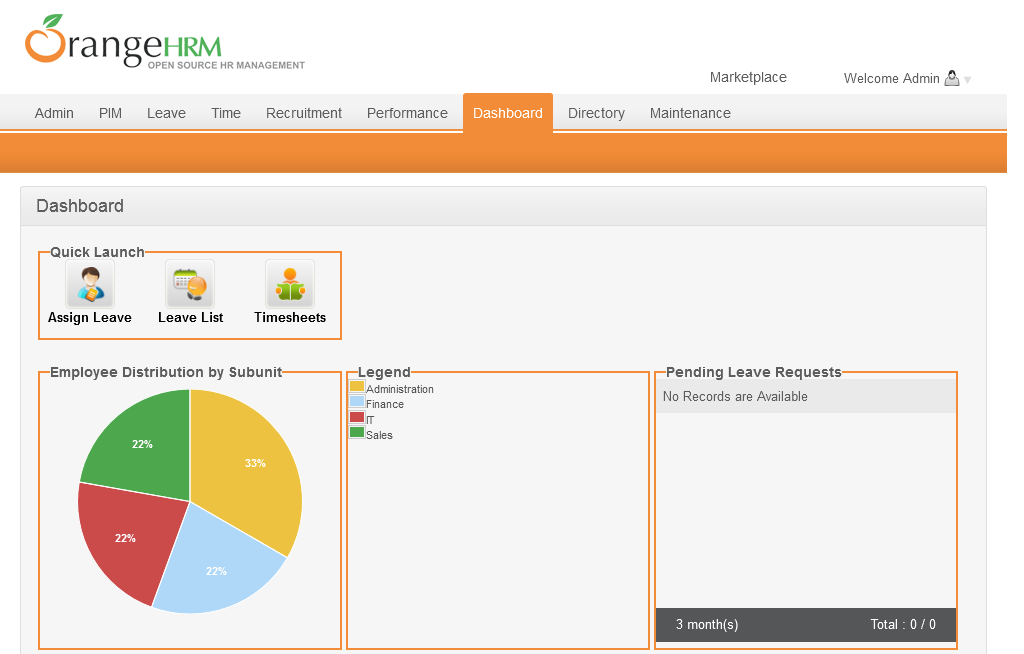 OrangeHRM
OPEN SOURCE HR MANAGEMENT
Marketplace Welcome Admin
Admin PIM Leave Time Recruitment Performance Dashboard Directory Maintenance
Dashboard
Quick Launch
Assign Leave Leave List Timesheets
Employee Distribution by Subunit
22%
33%
22%
22%
Legend
Administration
Finance
IT
Sales
Pending Leave Requests
No Records are Available
3 month(s) Total : 0 / 0